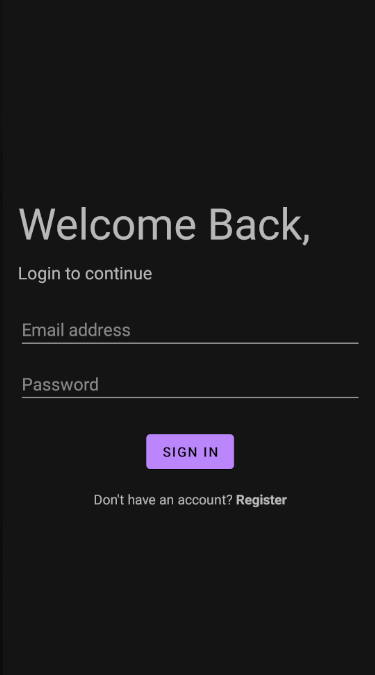 Welcome Back,
Login to continue
Email address
Password
SIGN IN
Don't have an account? Register